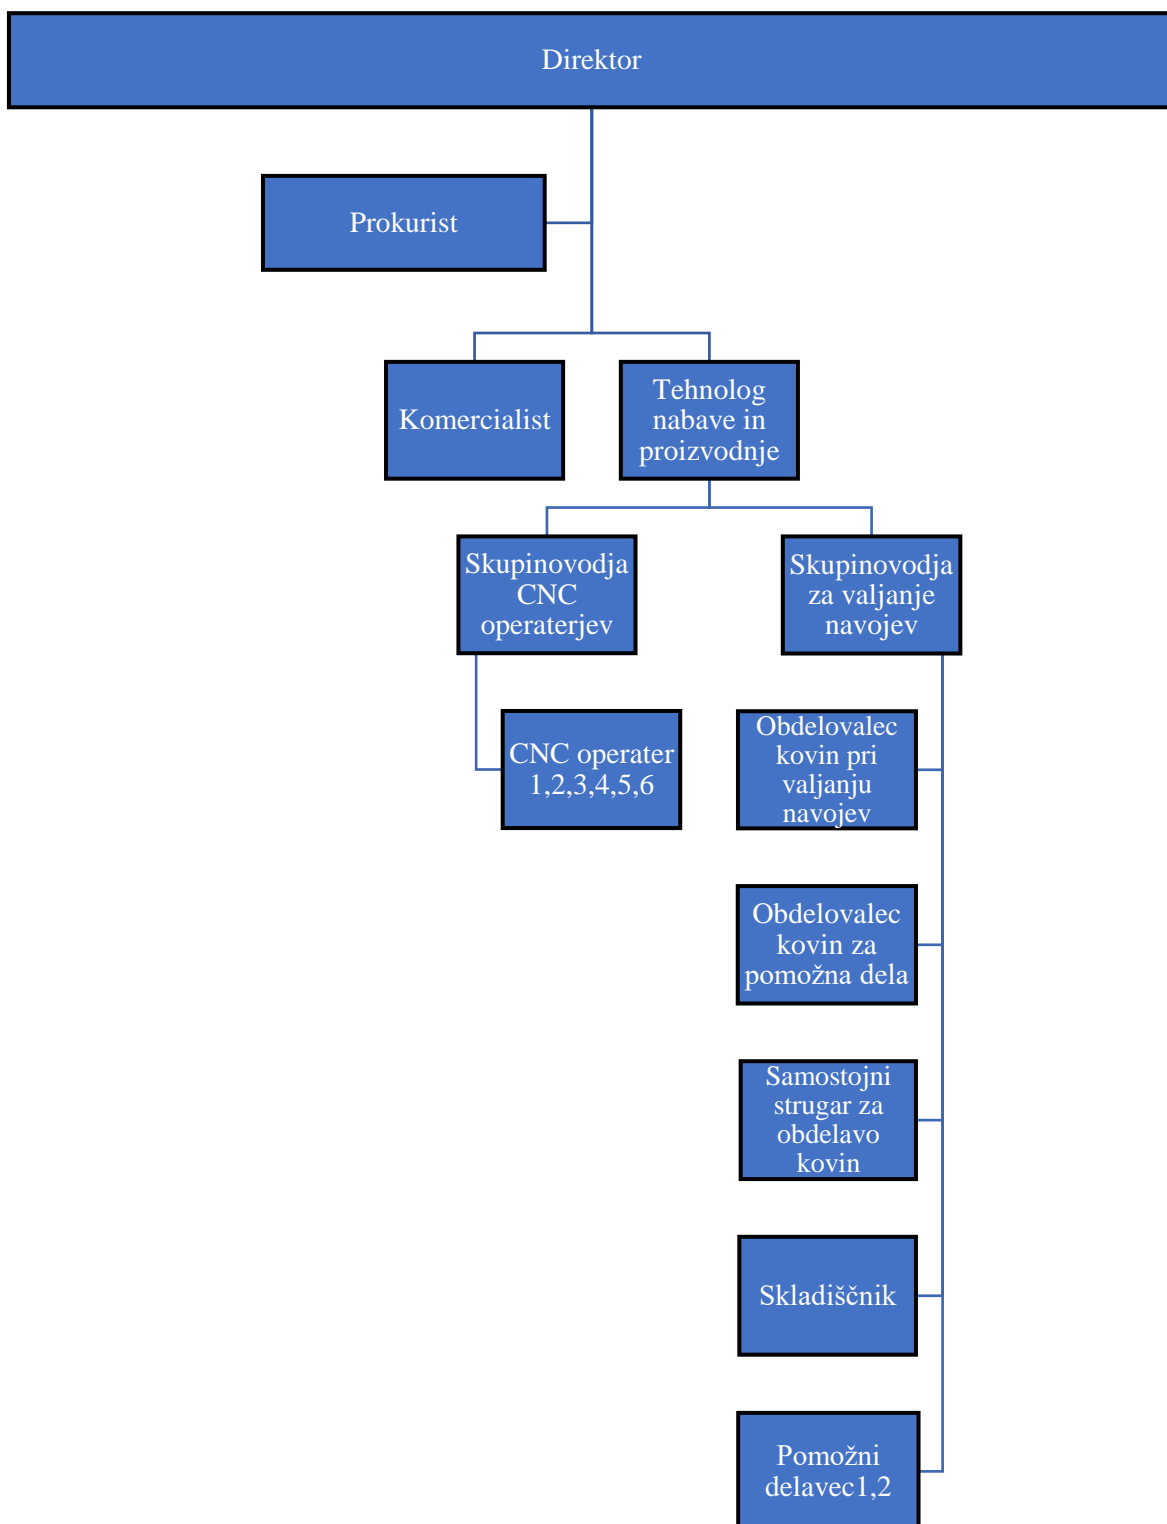 Direktor
Prokurist
Komercialist
Tehnolog
nabave in
proizvodnje
Skupinovodja
CNC
operaterjev
Skupinovodja
za valjanje
navojev
CNC operater
1,2,3,4,5,6
Obdelovalec
kovin pri
valjanju
navojev
Obdelovalec
kovin za
pomožna dela
Samostojni
strugar za
obdelavo
kovin
Skladiščnik
Pomožni
delavec1,2